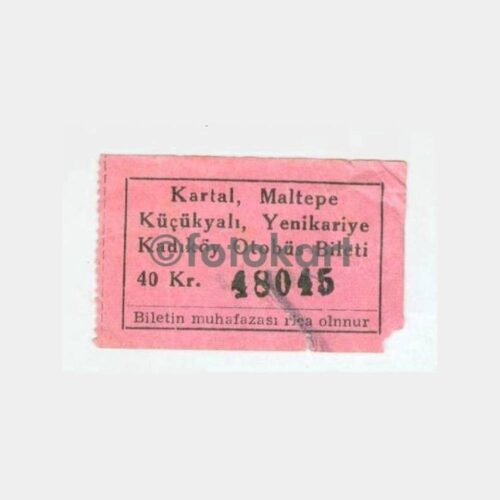 Kartal, Maltepe
Küçükyalı, Yenikariye
Kadıköy Otobüs Bileti
40 Kr. 48045
Biletin muhafazası rica olnnur
©fotokart